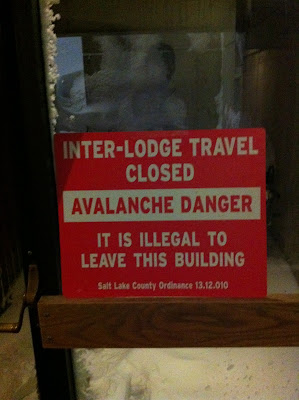 INTER-LODGE TRAVEL
CLOSED
AVALANCHE DANGER
IT IS ILLEGAL TO
LEAVE THIS BUILDING
Salt Lake County Ordinance 13.12.010